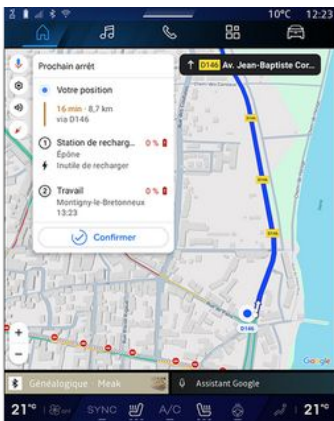 10°C 12:23
Prochain arrêt
D146 Av. Jean-Baptiste Cor...
Votre position
16 min · 8,7 km
via D146
1 Station de recharg... 0 %
Épône
Inutile de recharger
2 Travail 0 %
Montigny-le-Bretonneux
13:23
Confirmer
D146
+
−
Google
Généalogique · Meak
Assistant Google
21°C SYNC A/C 21°C